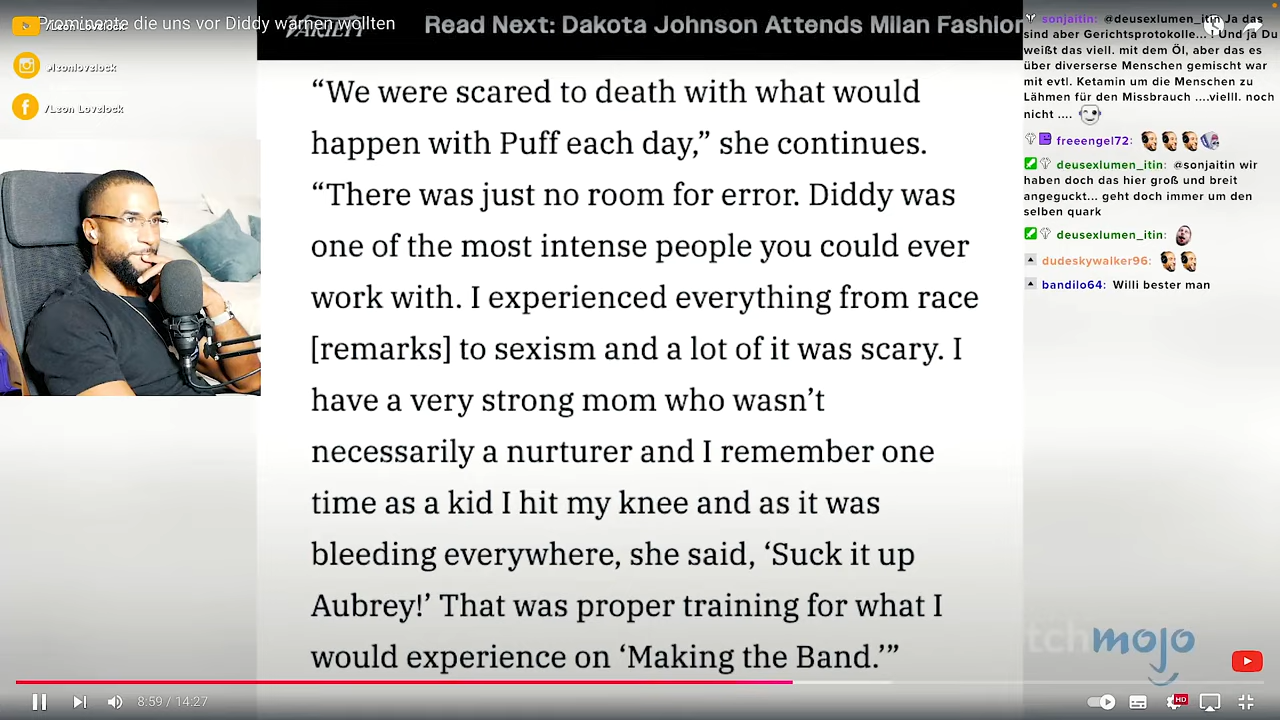 Prominente die uns vor Diddy warnen wollten
/Leon Lovelock
VARIETY
Read Next: Dakota Johnson Attends Milan Fashion
leonlovelock
/Leon Lovelock
“We were scared to death with what would
happen with Puff each day,” she continues.
“There was just no room for error. Diddy was
one of the most intense people you could ever
work with. I experienced everything from race
[remarks] to sexism and a lot of it was scary. I
have a very strong mom who wasn’t
necessarily a nurturer and I remember one
time as a kid I hit my knee and as it was
bleeding everywhere, she said, ‘Suck it up
Aubrey!’ That was proper training for what I
would experience on ‘Making the Band.’”
sonjaitin: @deusexlumen_itin Ja das
sind aber Gerichtsprotokolle... ! Und ja Du
weißt das viell. mit dem Öl, aber das es
über diverserse Menschen gemischt war
mit evtl. Ketamin um die Menschen zu
Lähmen für den Missbrauch ....vielll. noch
nicht ....
freeengel72:
deusexlumen_itin: @sonjaitin wir
haben doch das hier groß und breit
angeguckt... geht doch immer um den
selben quark
deusexlumen_itin:
dudeskywalker96:
bandilo64: Willi bester man
tchmojo
8:59 / 14:27
HD